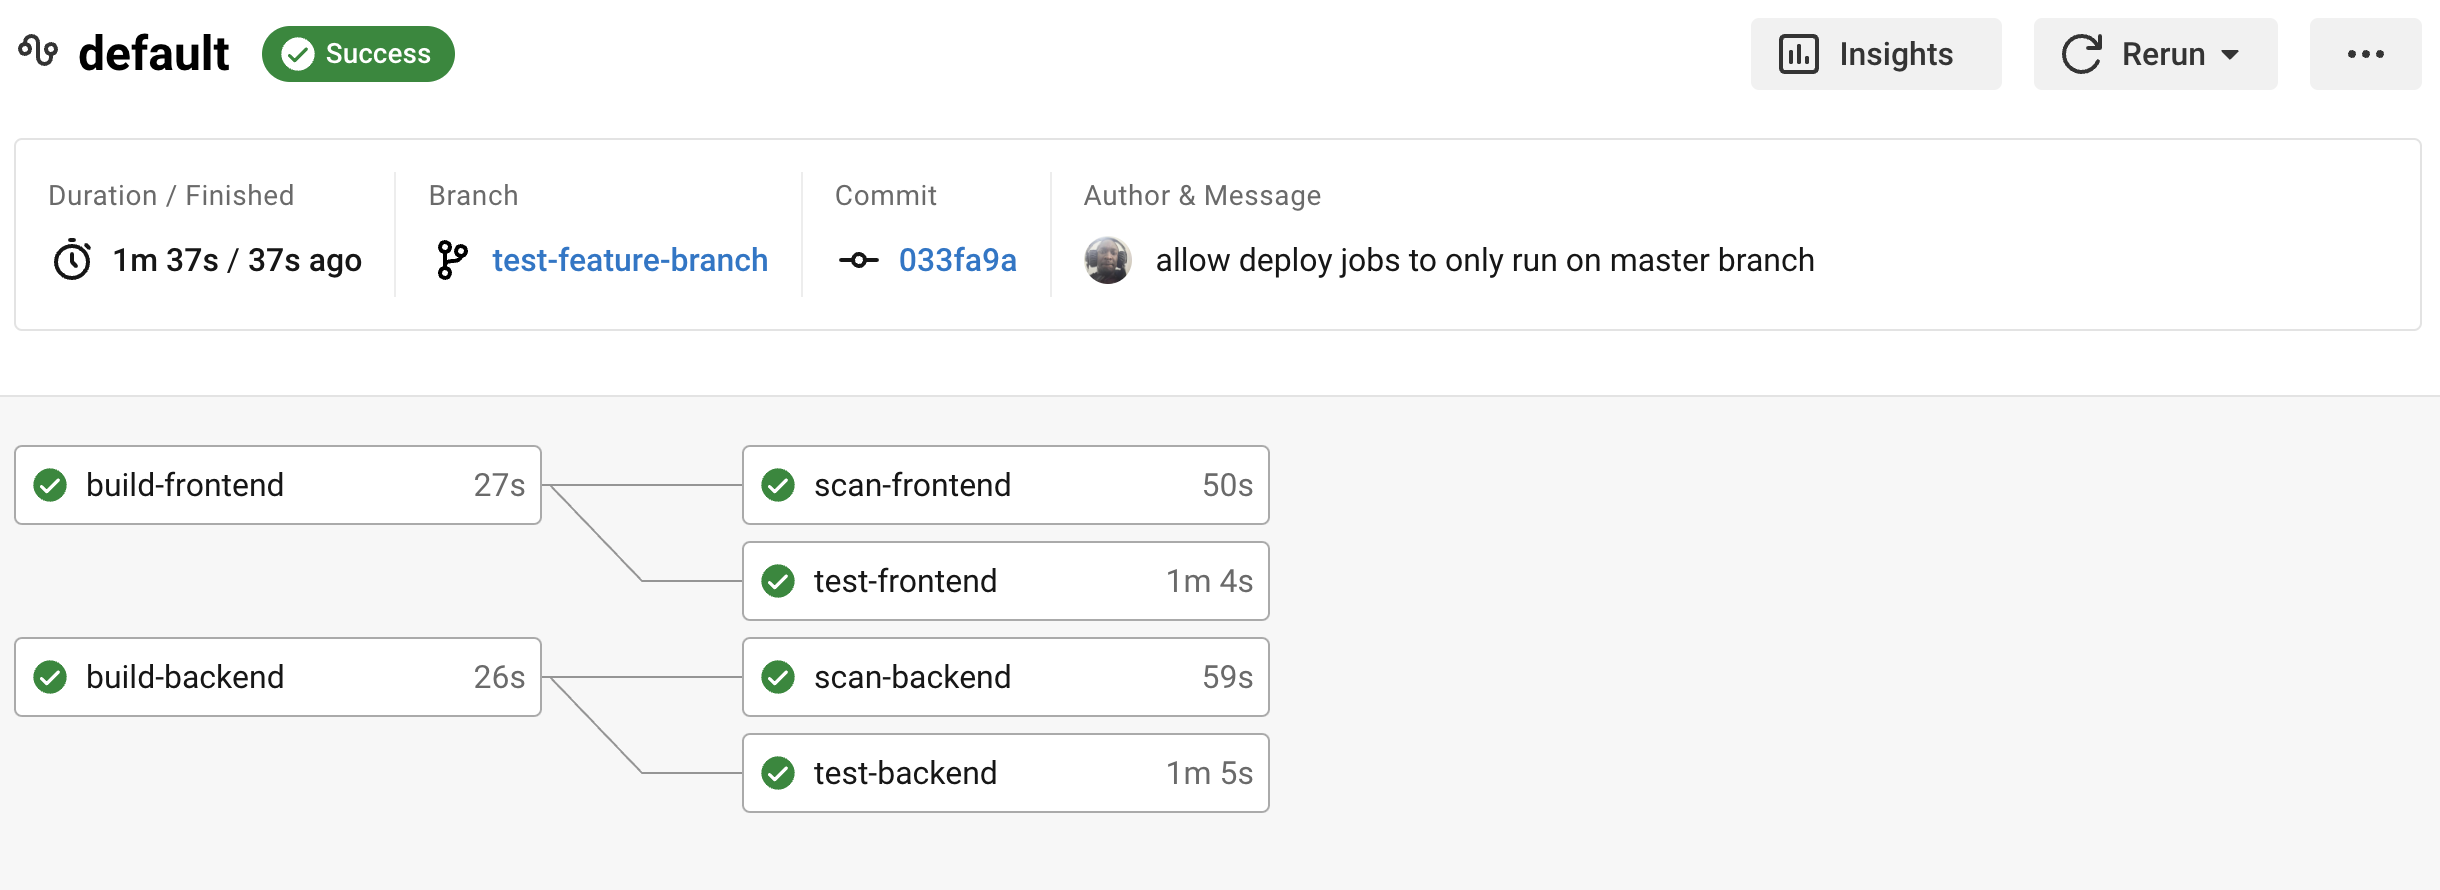 default Success Insights Rerun
Duration / Finished Branch Commit Author & Message
1m 37s / 37s ago test-feature-branch 033fa9a allow deploy jobs to only run on master branch
build-frontend 27s scan-frontend 50s
test-frontend 1m 4s
build-backend 26s scan-backend 59s
test-backend 1m 5s